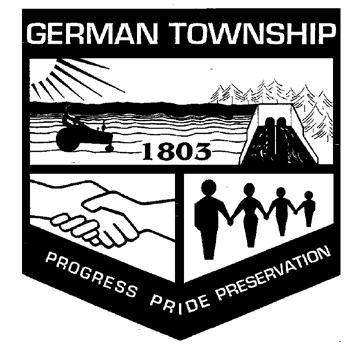 GERMAN TOWNSHIP
1803
PROGRESS PRIDE PRESERVATION